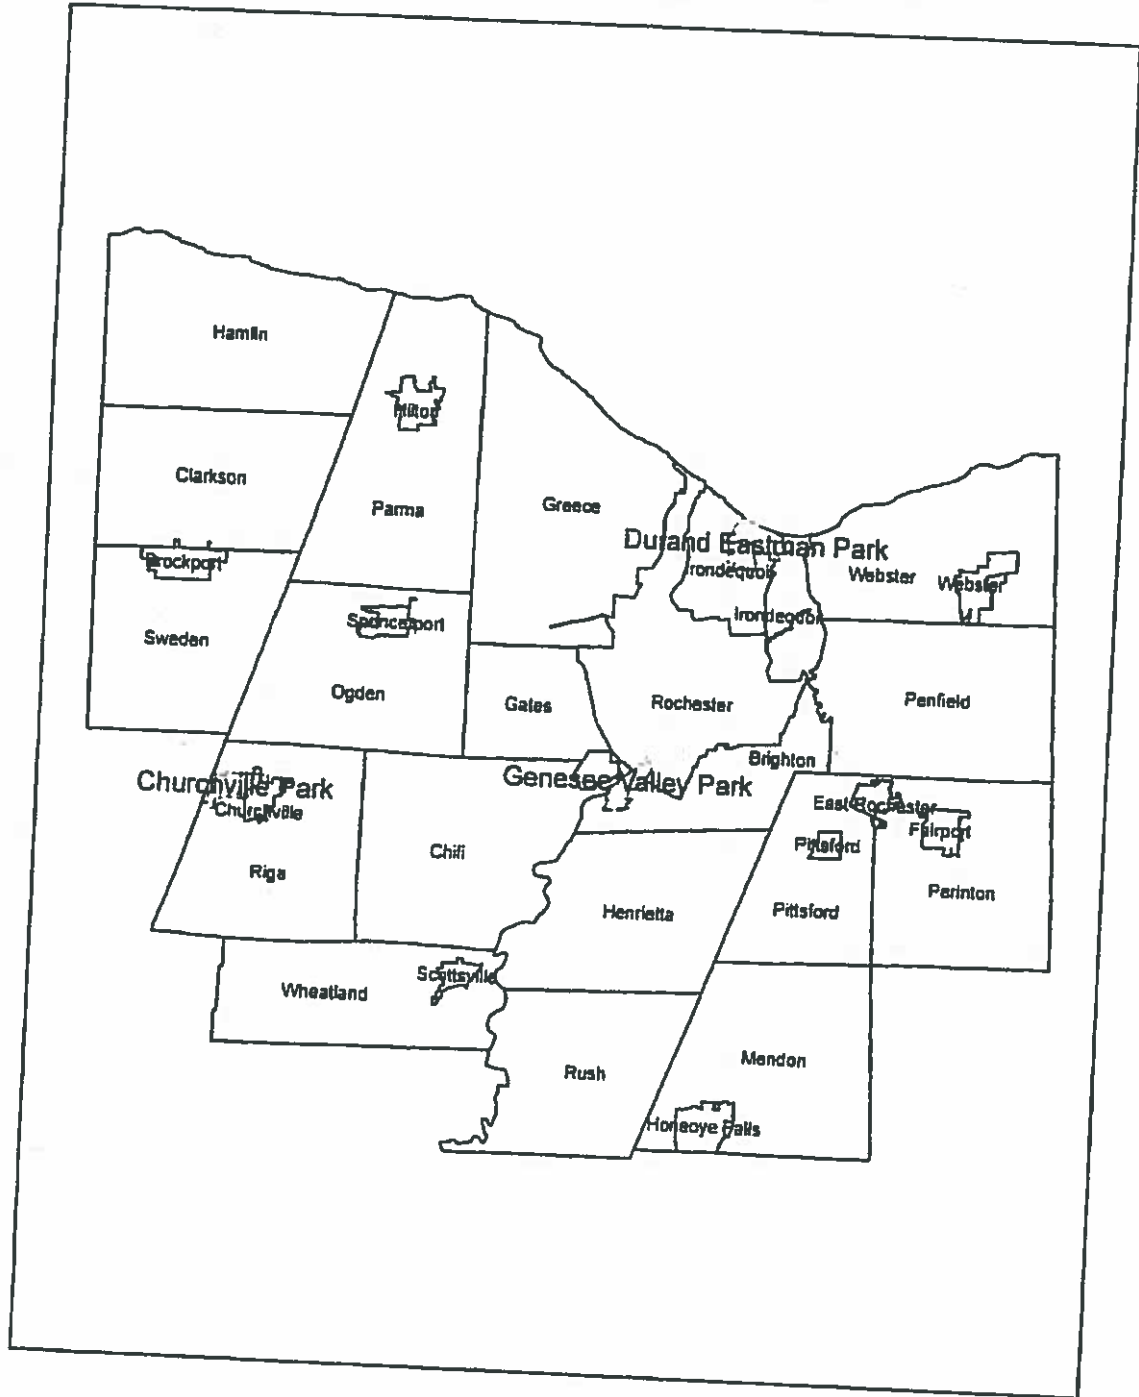 Hamlin
Hilton
Clarkson
Parma
Greece
Durand Eastman Park
Brockport
Irondequoit
Webster
Webster
Irondequoit
Spencerport
Sweden
Ogden
Gates
Rochester
Penfield
Brighton
Churchville Park
Genesee Valley Park
Churchville
East Rochester
Fairport
Pittsford
Chili
Riga
Perinton
Henrietta
Pittsford
Scottsville
Wheatland
Mendon
Rush
Honeoye Falls